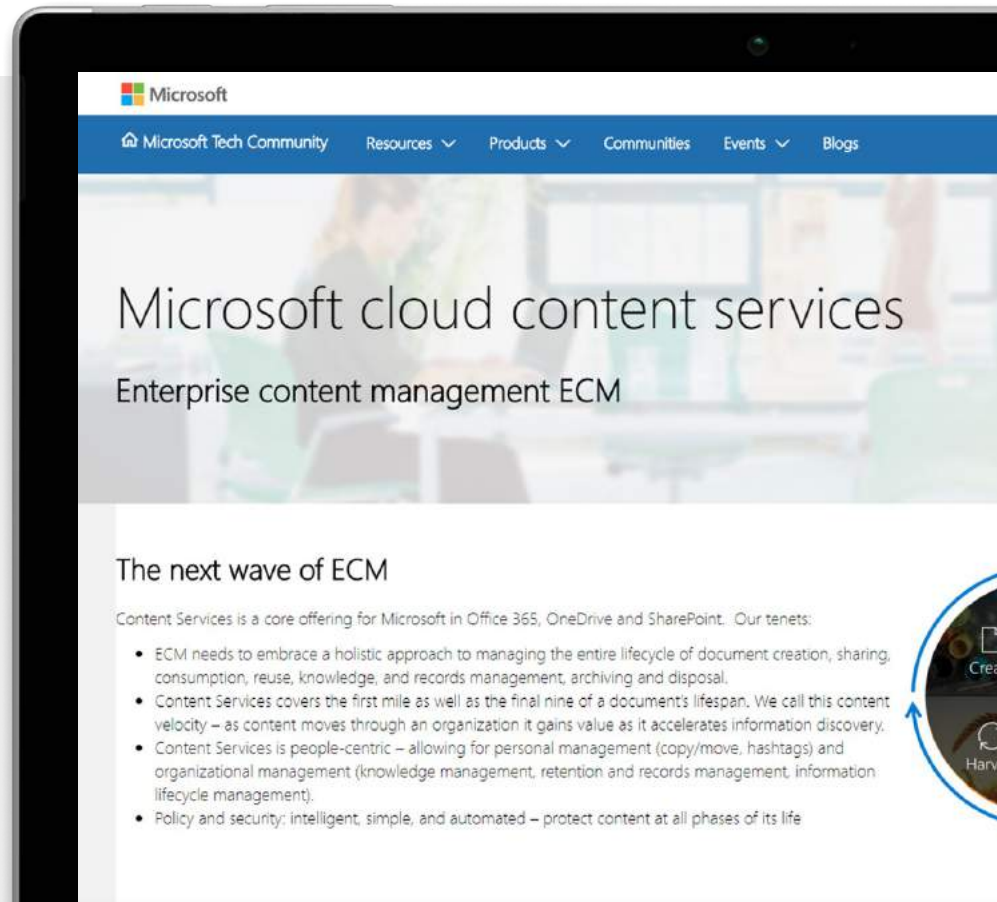 Microsoft
Microsoft Tech Community Resources Products Communities Events Blogs
Microsoft cloud content services
Enterprise content management ECM
The next wave of ECM
Content Services is a core offering for Microsoft in Office 365, OneDrive and SharePoint. Our tenets:
• ECM needs to embrace a holistic approach to managing the entire lifecycle of document creation, sharing,
consumption, reuse, knowledge, and records management, archiving and disposal.
• Content Services covers the first mile as well as the final nine of a document's lifespan. We call this content
velocity – as content moves through an organization it gains value as it accelerates information discovery.
• Content Services is people-centric – allowing for personal management (copy/move, hashtags) and
organizational management (knowledge management, retention and records management, information
lifecycle management).
• Policy and security: intelligent, simple, and automated – protect content at all phases of its life